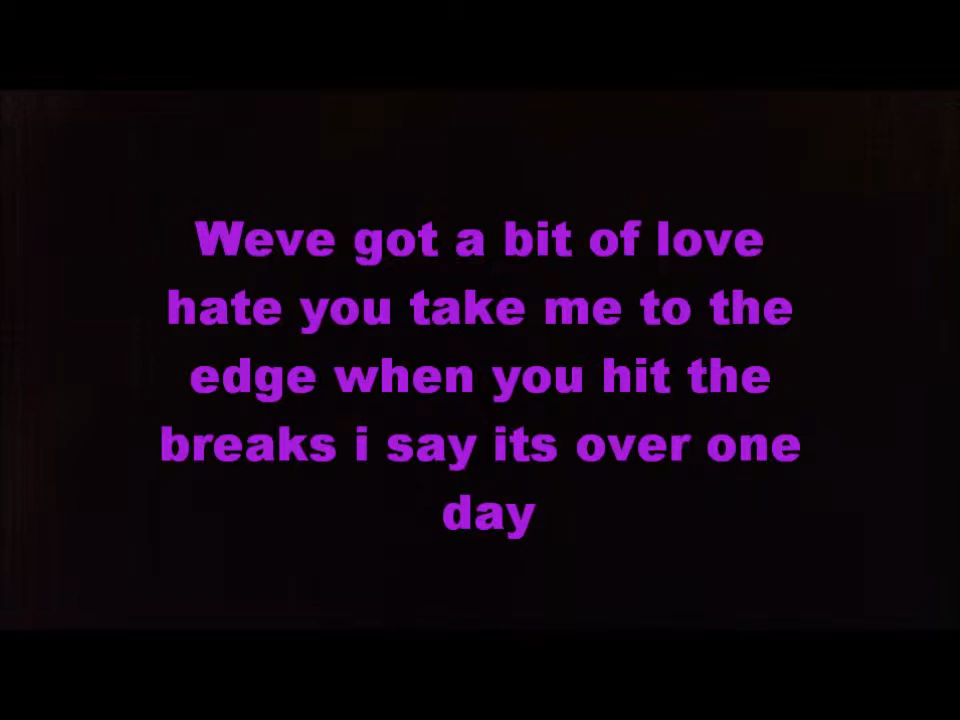 Weve got a bit of love
hate you take me to the
edge when you hit the
breaks i say its over one
day